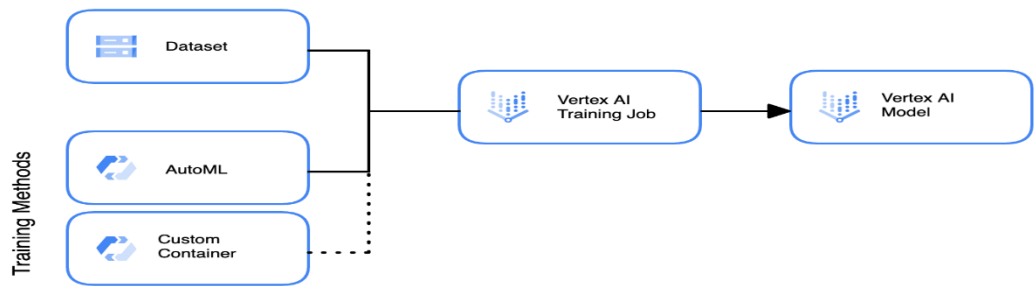 Dataset
Vertex AI
Training Job
Vertex AI
Model
Training Methods
AutoML
Custom
Container